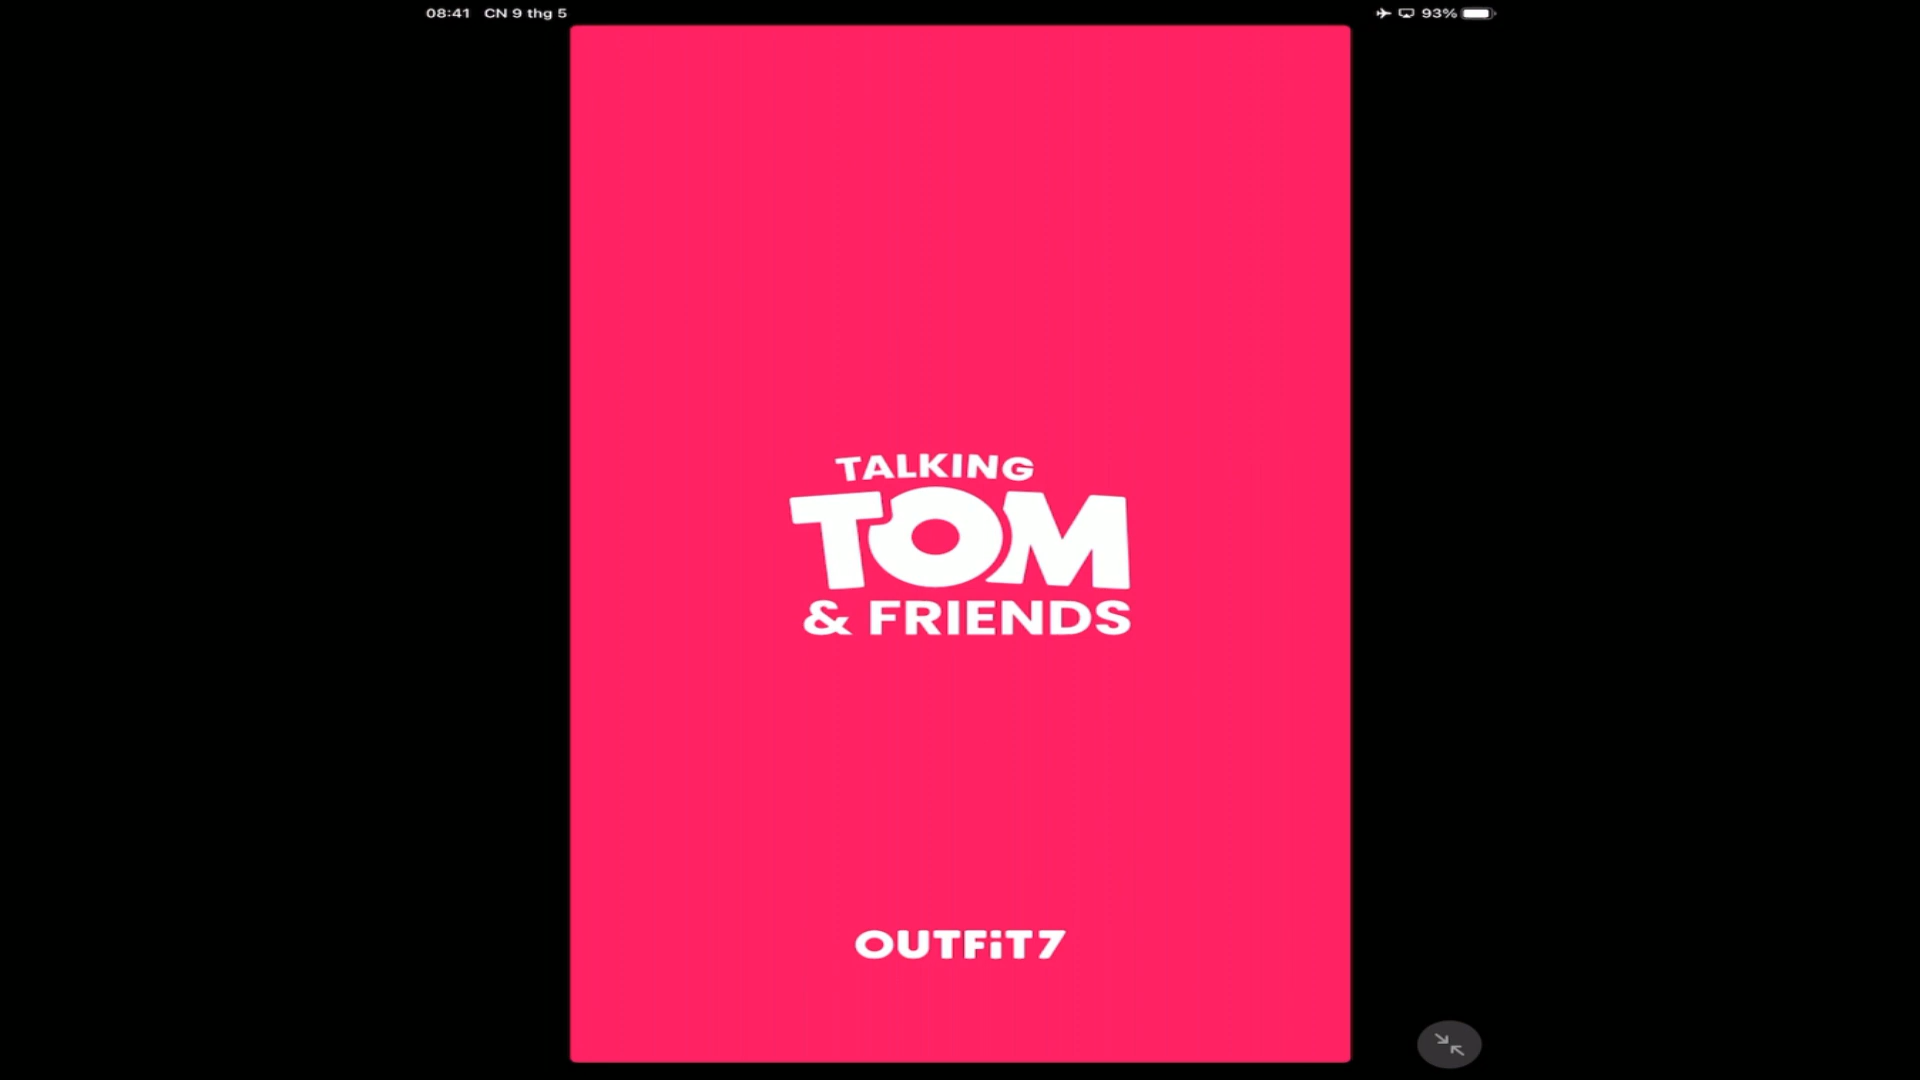 08:41 CN 9 thg 5 93%
TALKING
TOM
& FRIENDS
OUTFiT7